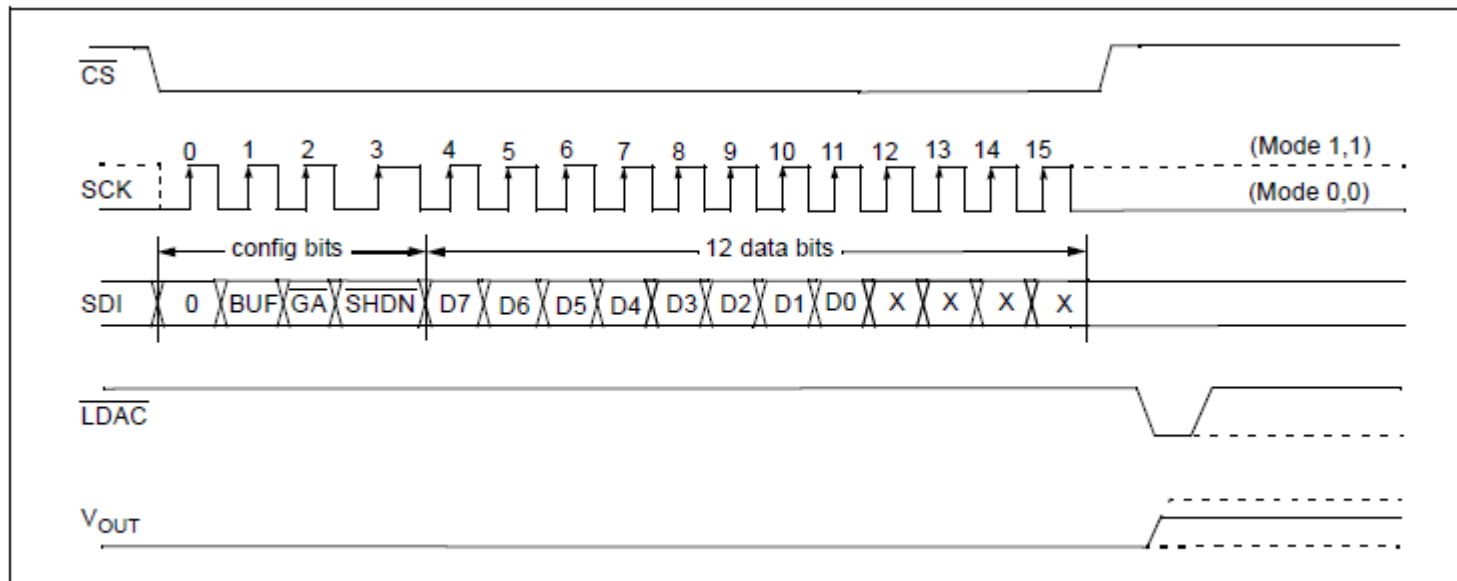 CS
0 1 2 3 4 5 6 7 8 9 10 11 12 13 14 15
(Mode 1,1)
SCK
(Mode 0,0)
config bits
12 data bits
SDI
0 BUF GA SHDN D7 D6 D5 D4 D3 D2 D1 D0 X X X X
LDAC
VOUT